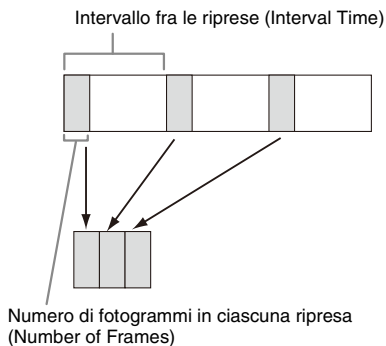 Intervallo fra le riprese (Interval Time)
Numero di fotogrammi in ciascuna ripresa
(Number of Frames)